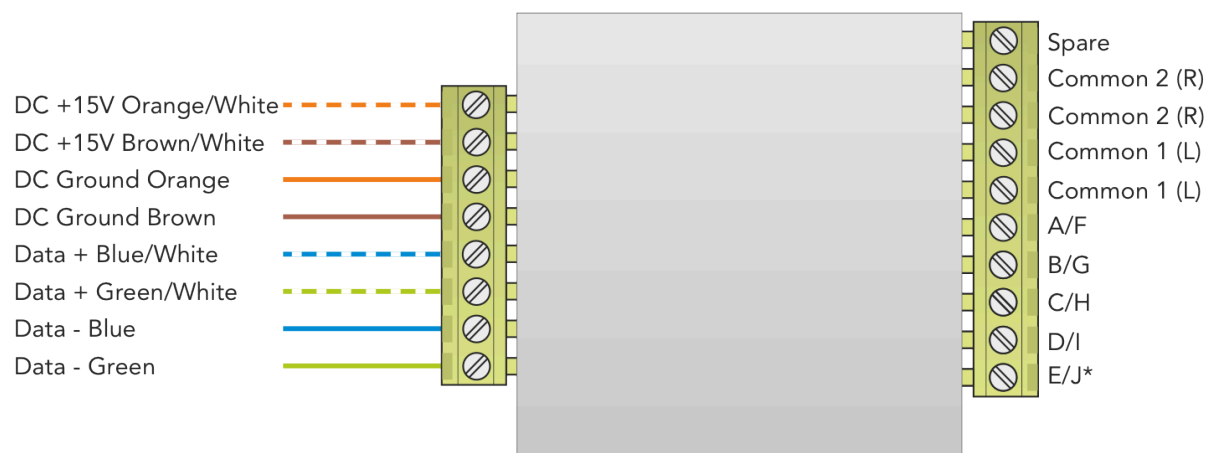 DC +15V Orange/White
DC +15V Brown/White
DC Ground Orange
DC Ground Brown
Data + Blue/White
Data + Green/White
Data - Blue
Data - Green
Spare
Common 2 (R)
Common 2 (R)
Common 1 (L)
Common 1 (L)
A/F
B/G
C/H
D/I
E/J*